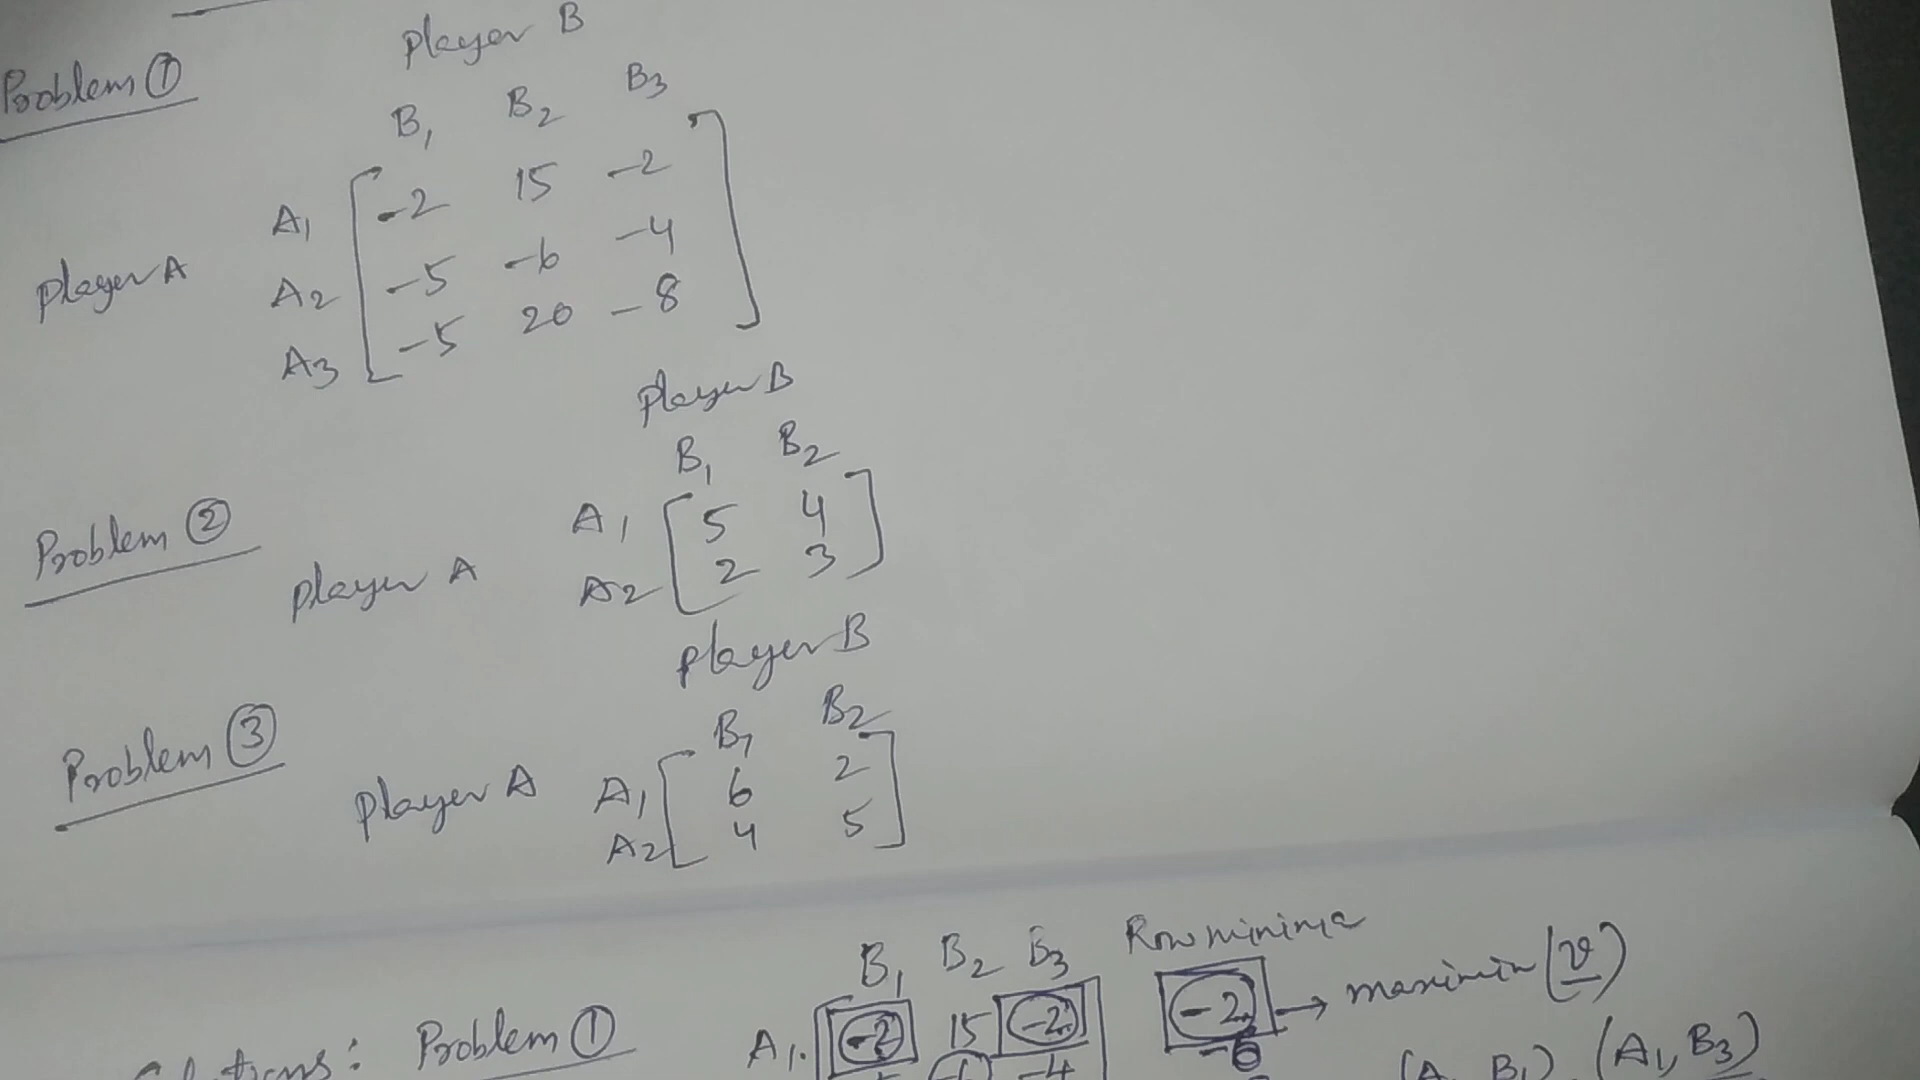 Problem ① Player B
B1 B2 B3
A1 -2 15 -2
Player A A2 -5 -6 -4
A3 -5 20 -8
Player B
B1 B2
Problem ② A1 5 4
Player A A2 2 3
Player B
B1 B2
Problem ③ Player A A1 6 2
A2 4 5
B1 B2 B3 Row minima
Problem ① A1. -2 15 -2 -2 → maximin (v)
-4 -6 (A1, B3)